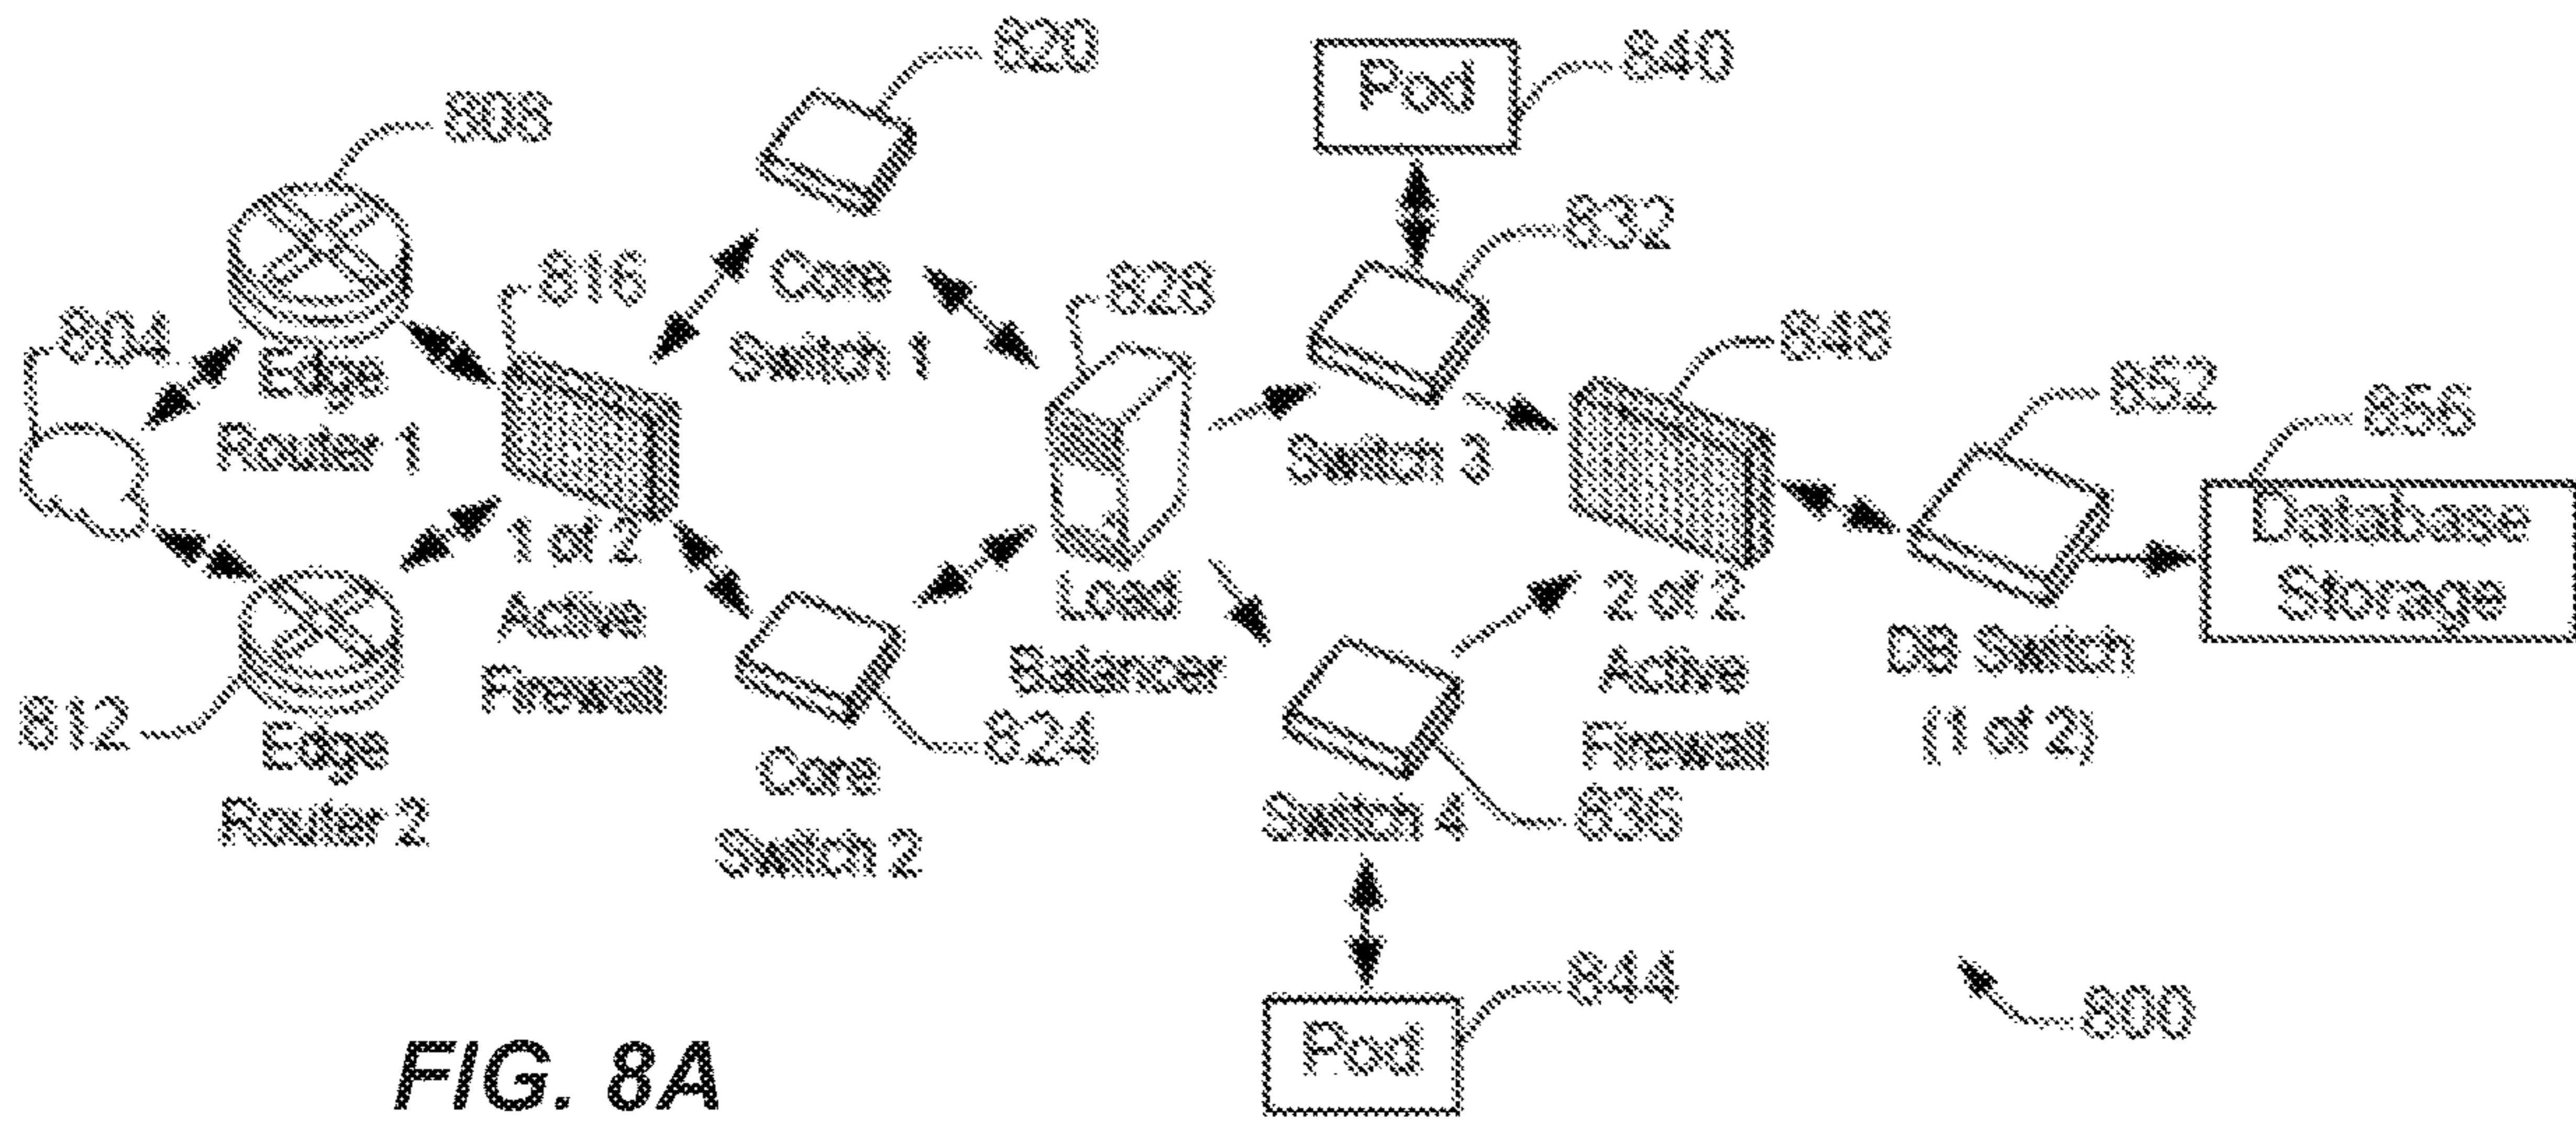 820
Pod
840
808
832
816
Core
Switch 1
828
804
Edge
Router 1
848
852
856
Switch 3
Database
Storage
1 of 2
Active
Firewall
Load
Balancer
2 of 2
Active
Firewall
DB Switch
(1 of 2)
812
Edge
Router 2
824
Core
Switch 2
Switch 4
836
844
Pod
800
FIG. 8A